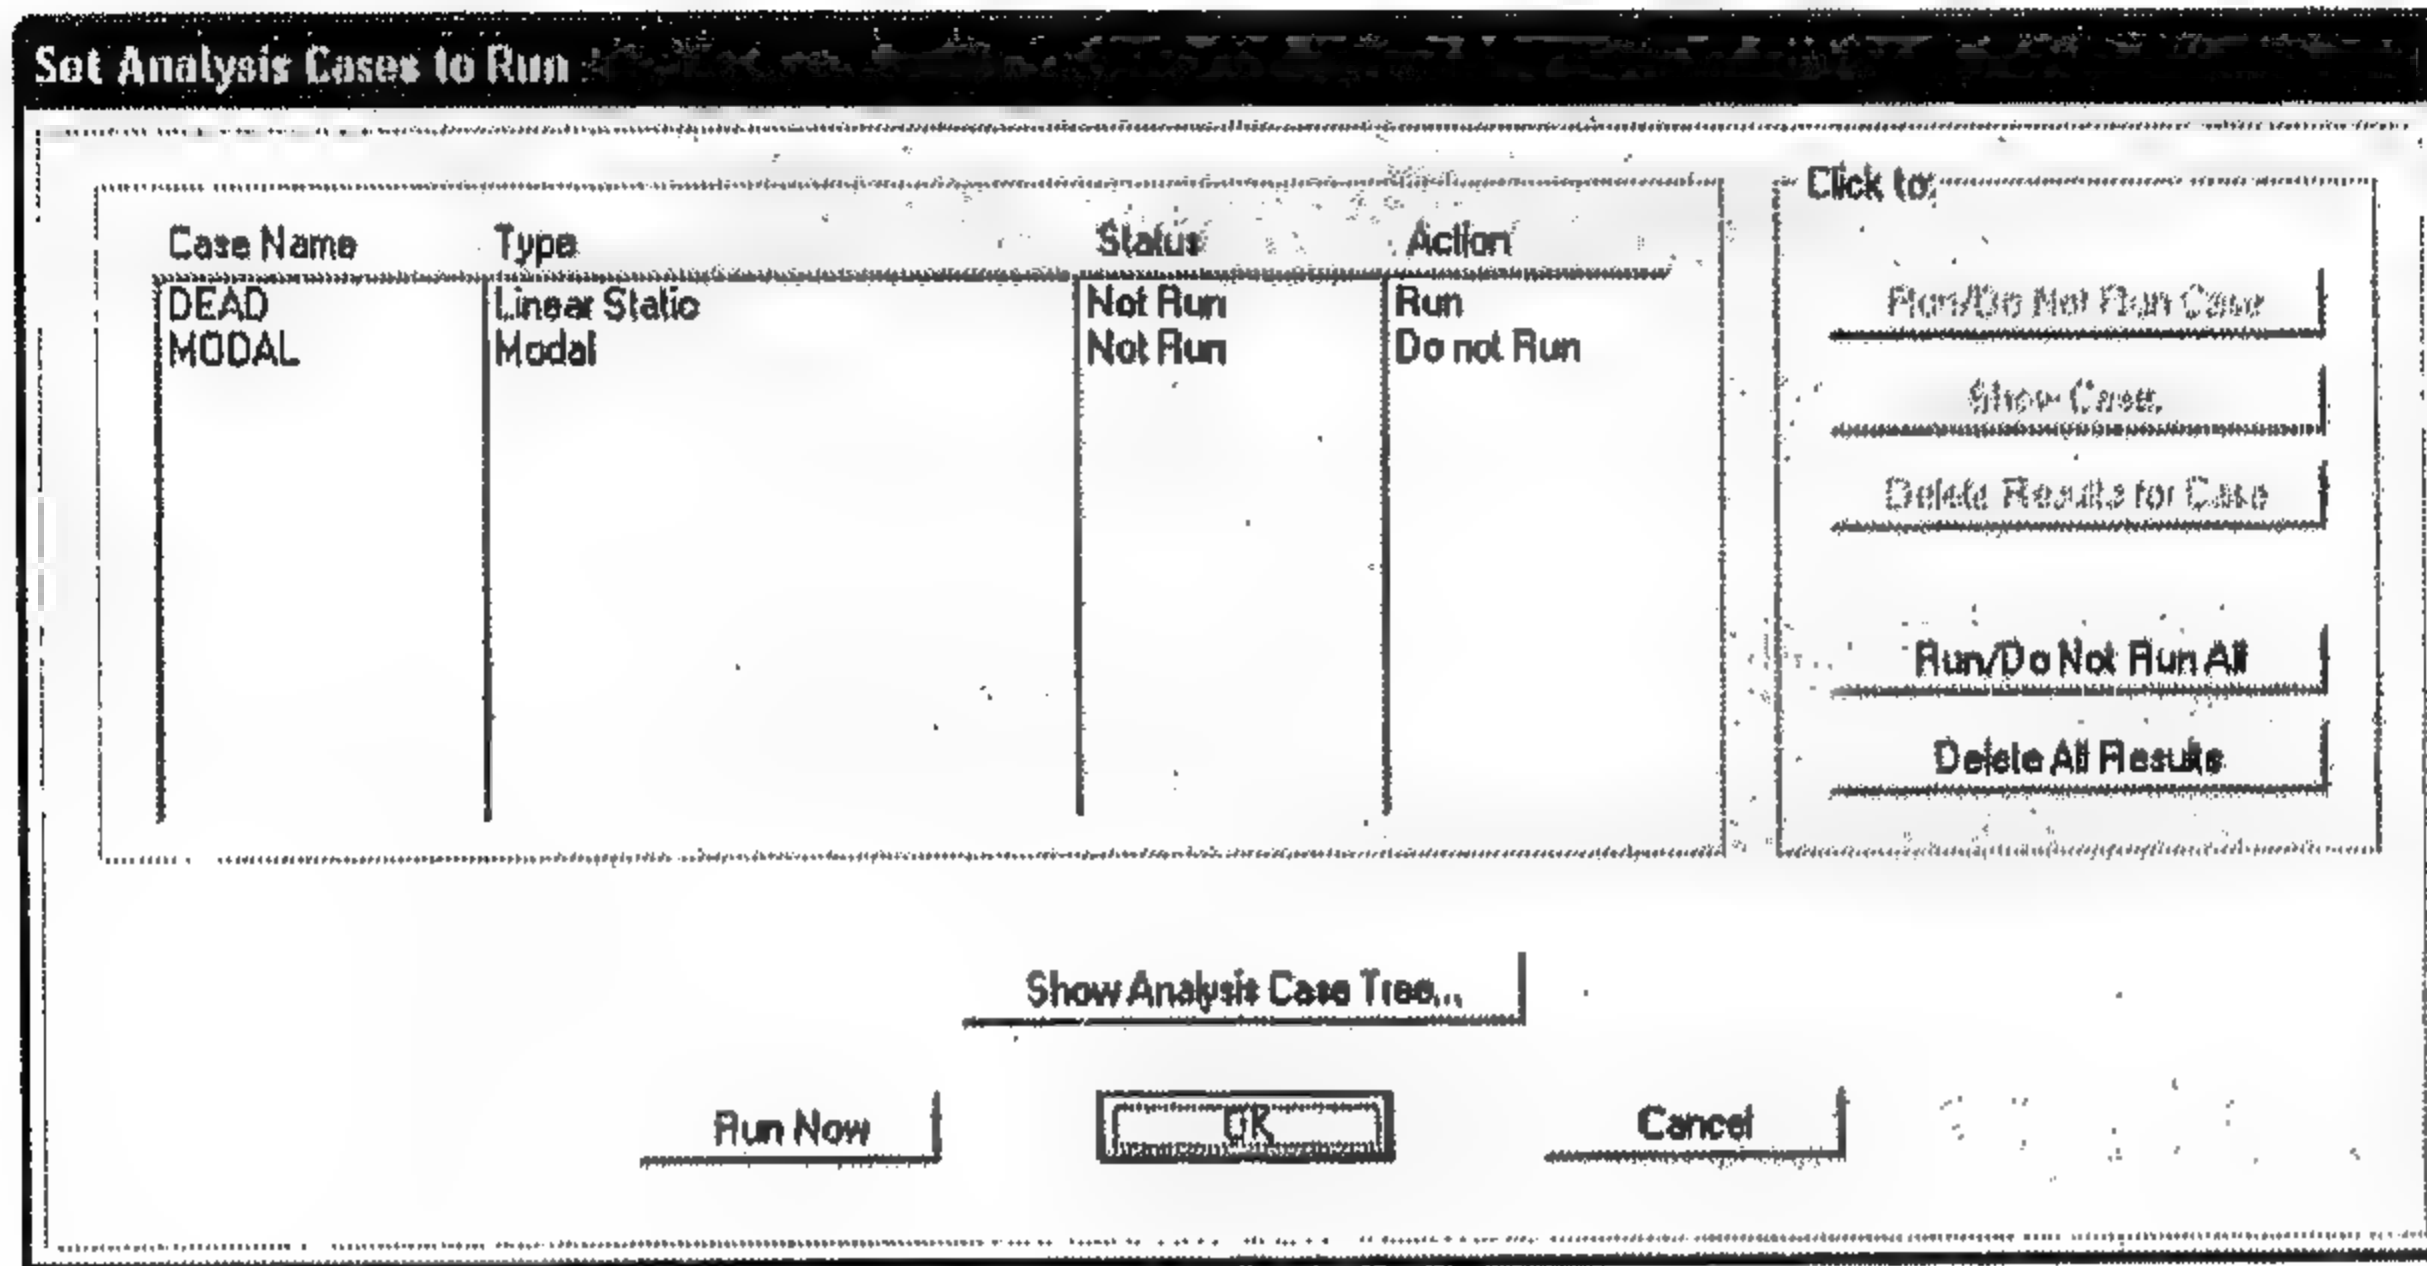 Set Analysis Cases to Run
Click to:
Case Name Type Status Action
DEAD Linear Static Not Run Run
MODAL Modal Not Run Do not Run
Run/Do Not Run Case
Show Case
Delete Results for Case
Run/Do Not Run All
Delete All Results
Show Analysis Case Tree...
Run Now OK Cancel